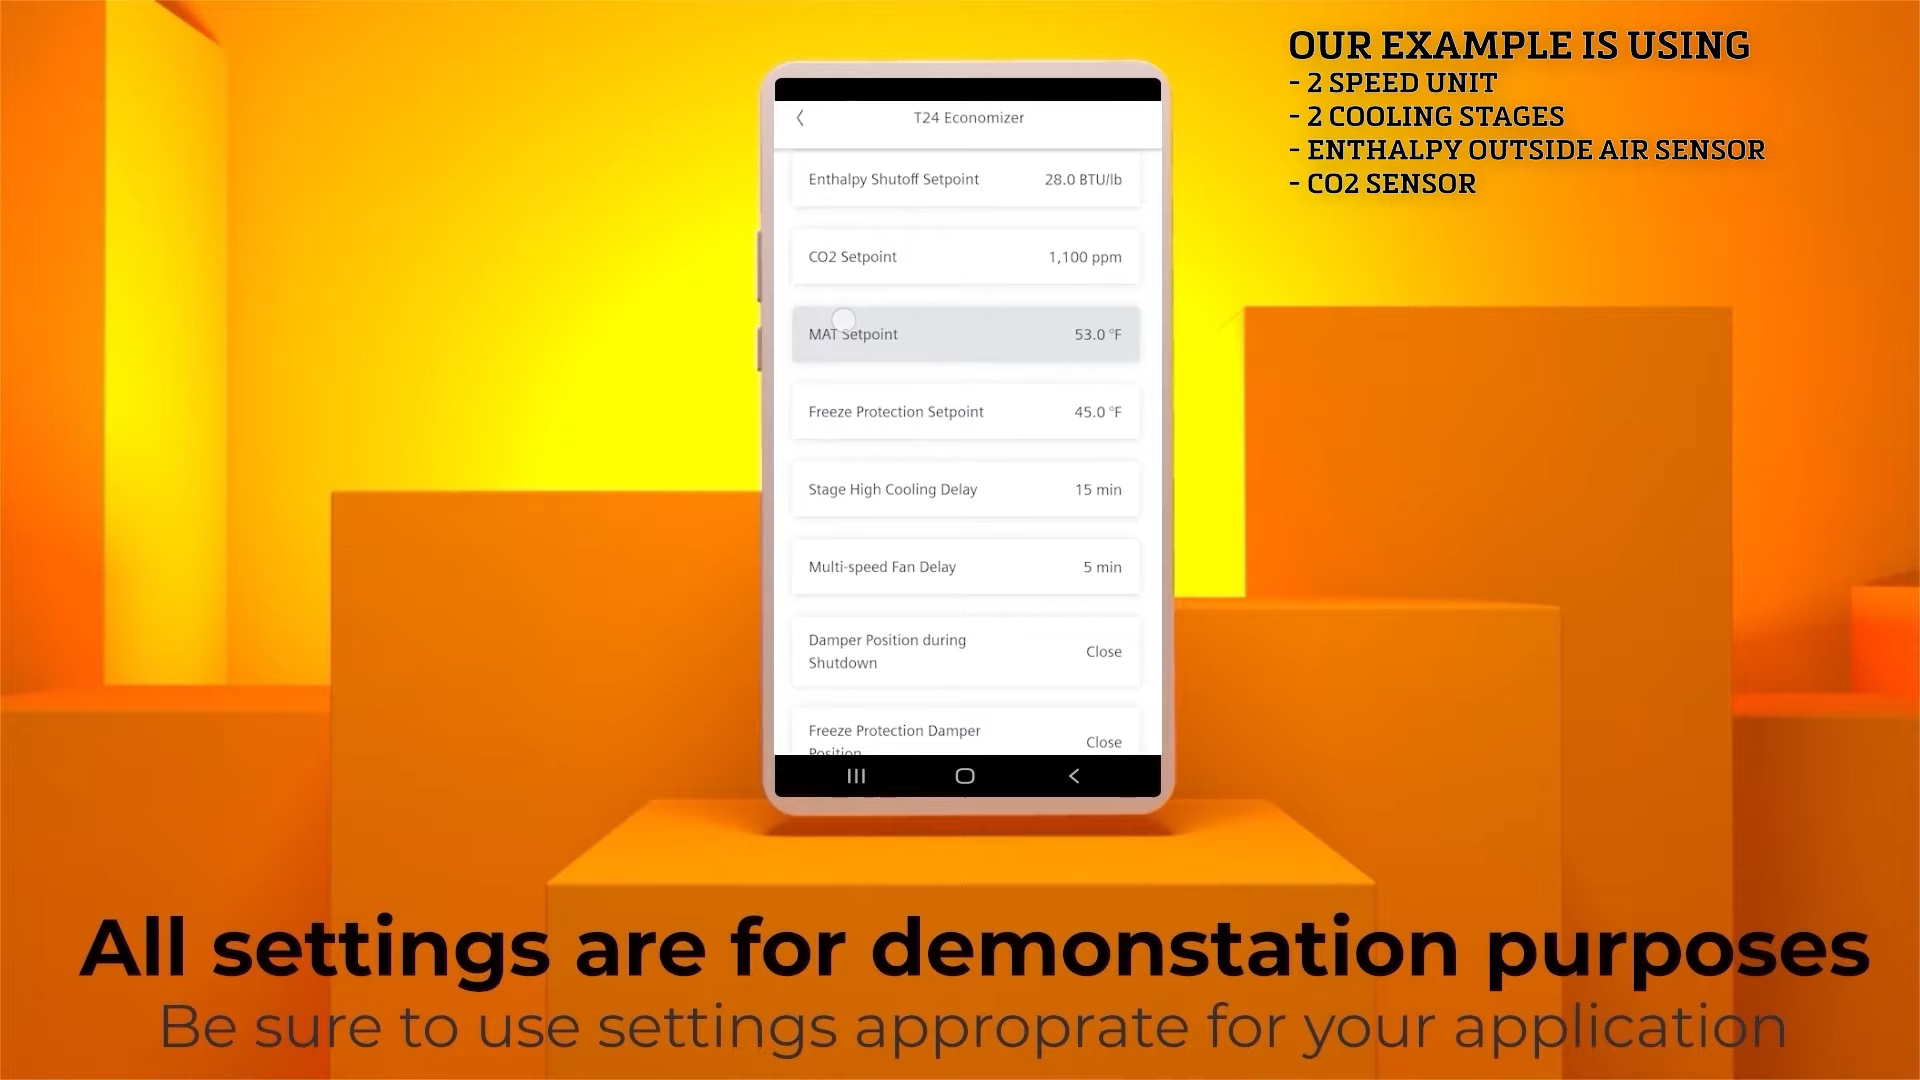 OUR EXAMPLE IS USING
- 2 SPEED UNIT
- 2 COOLING STAGES
- ENTHALPY OUTSIDE AIR SENSOR
- CO2 SENSOR
T24 Economizer
Enthalpy Shutoff Setpoint 28.0 BTU/lb
CO2 Setpoint 1,100 ppm
MAT Setpoint 53.0 °F
Freeze Protection Setpoint 45.0 °F
Stage High Cooling Delay 15 min
Multi-speed Fan Delay 5 min
Damper Position during
Shutdown
Close
Freeze Protection Damper
Position
Close
All settings are for demonstation purposes
Be sure to use settings approprate for your application